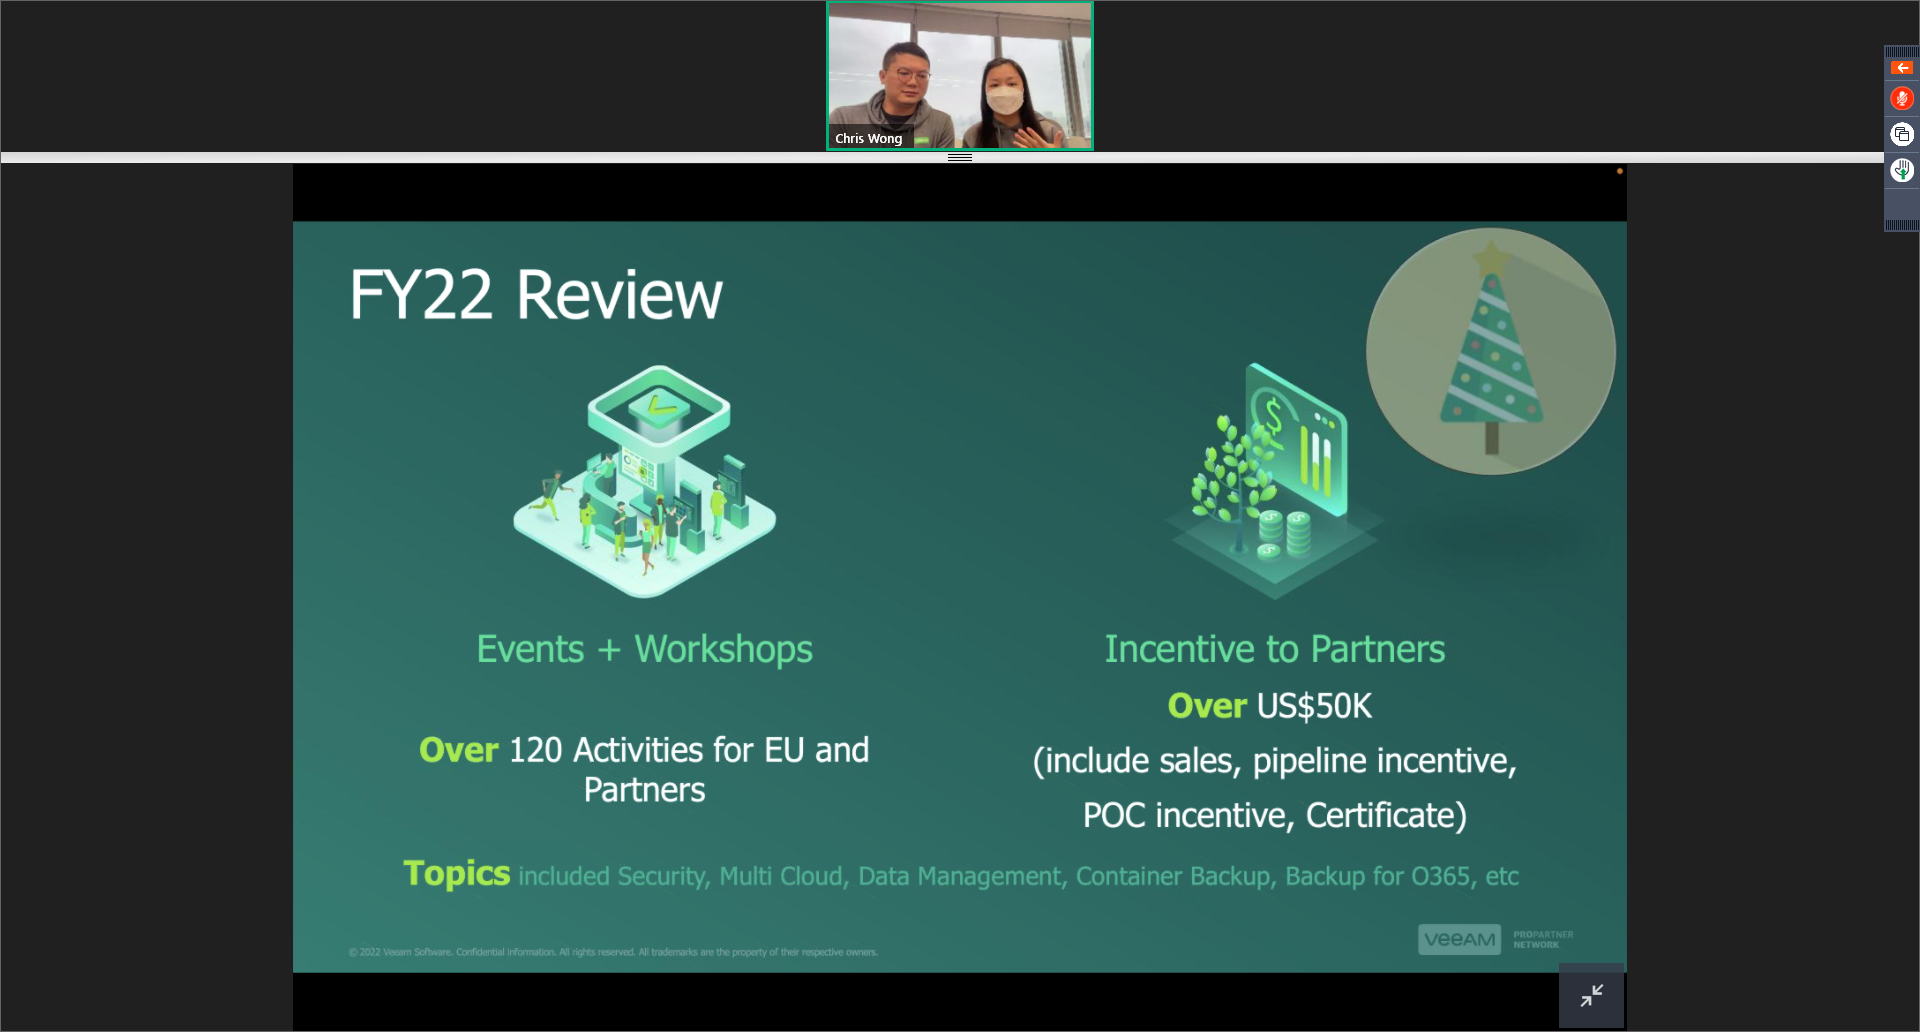 Chris Wong
FY22 Review
Events + Workshops
Over 120 Activities for EU and
Partners
Incentive to Partners
Over US$50K
(include sales, pipeline incentive,
POC incentive, Certificate)
Topics included Security, Multi Cloud, Data Management, Container Backup, Backup for O365, etc
© 2022 Veeam Software. Confidential information. All rights reserved. All trademarks are the property of their respective owners.
veeAM
PROPARTNER
NETWORK